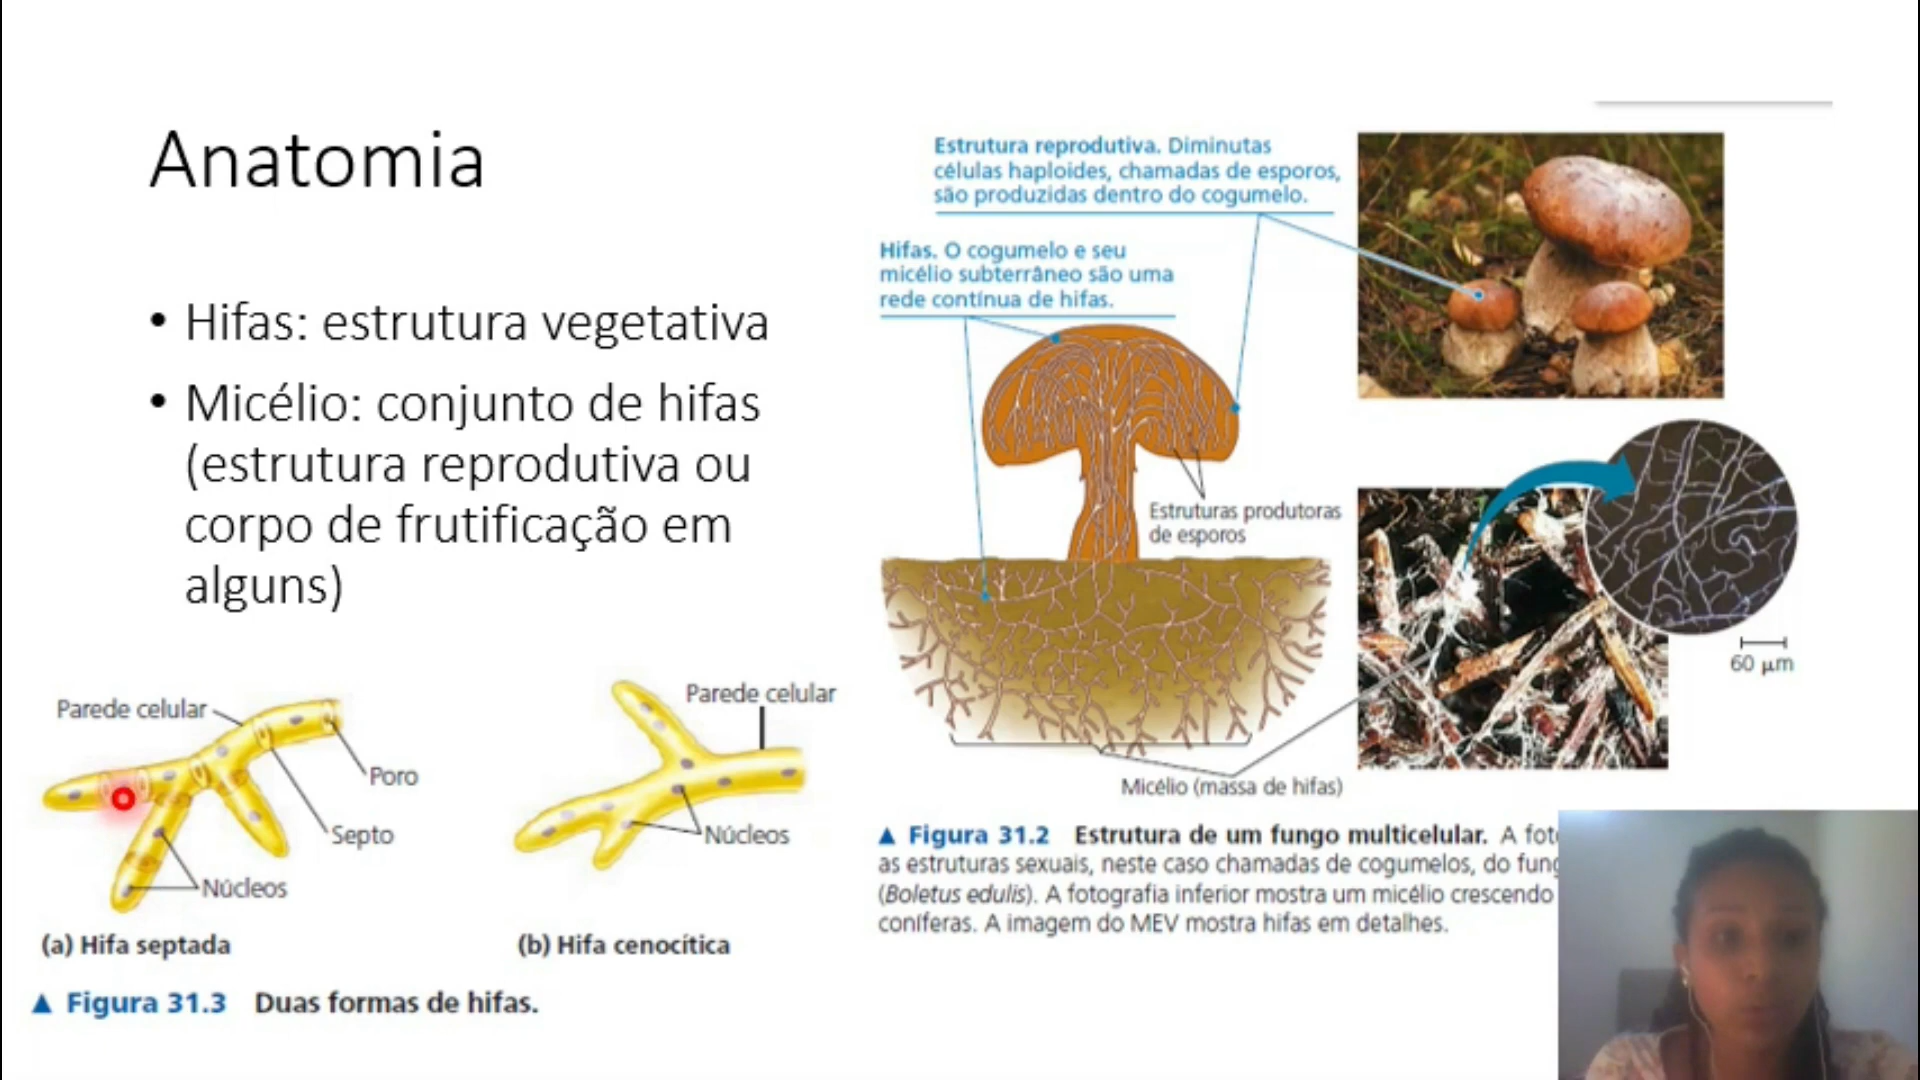 Anatomia
• Hifas: estrutura vegetativa
• Micélio: conjunto de hifas
(estrutura reprodutiva ou
corpo de frutificação em
alguns)
Parede celular
Poro
Septo
Núcleos
(a) Hifa septada
Parede celular
Núcleos
(b) Hifa cenocítica
▲ Figura 31.3 Duas formas de hifas.
Estrutura reprodutiva. Diminutas
células haploides, chamadas de esporos,
são produzidas dentro do cogumelo.
Hifas. O cogumelo e seu
micélio subterrâneo são uma
rede contínua de hifas.
Estruturas produtoras
de esporos
60 μm
Micélio (massa de hifas)
▲ Figura 31.2 Estrutura de um fungo multicelular. A
as estruturas sexuais, neste caso chamadas de cogumelos, do
(Boletus edulis). A fotografia inferior mostra um micélio crescendo
coníferas. A imagem do MEV mostra hifas em detalhes.